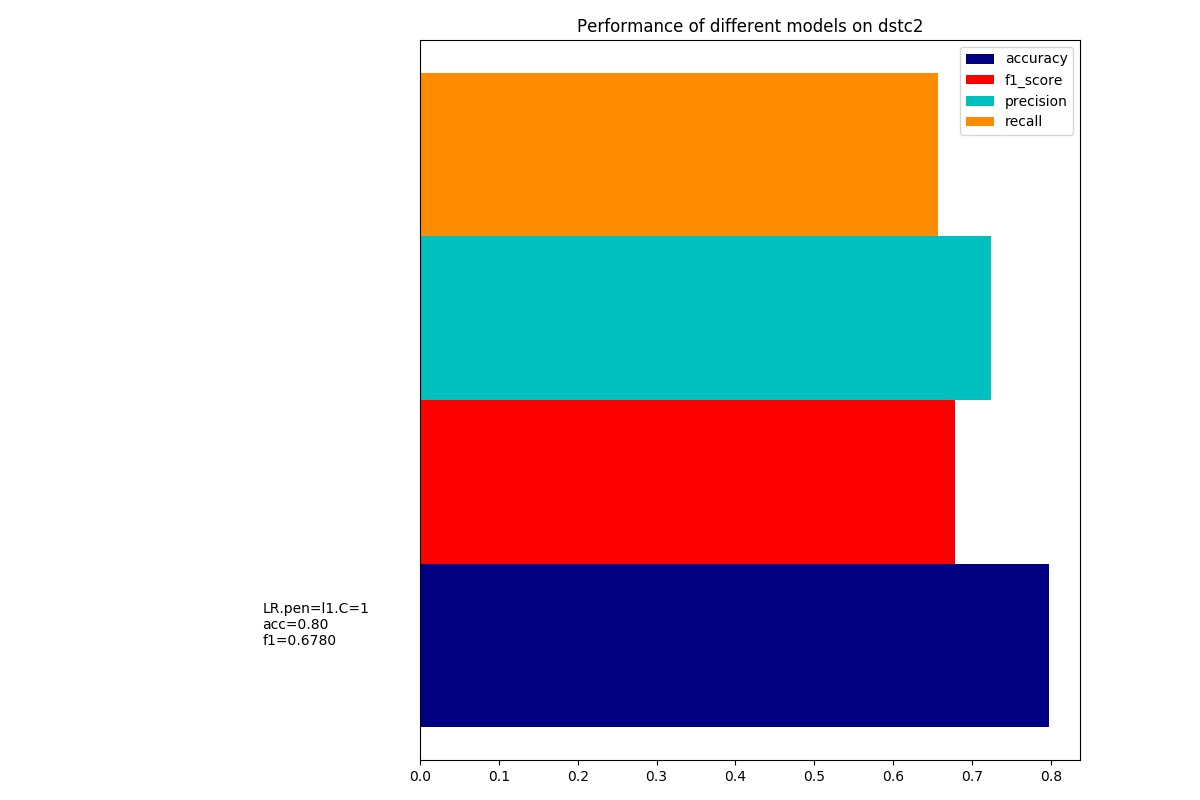 Performance of different models on dstc2
accuracy
f1_score
precision
recall
LR.pen=l1.C=1
acc=0.80
f1=0.6780
0.0 0.1 0.2 0.3 0.4 0.5 0.6 0.7 0.8